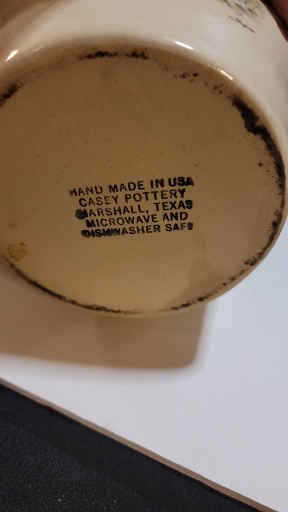 HAND MADE IN USA
CASEY POTTERY
MARSHALL, TEXAS
MICROWAVE AND
DISHWASHER SAFE